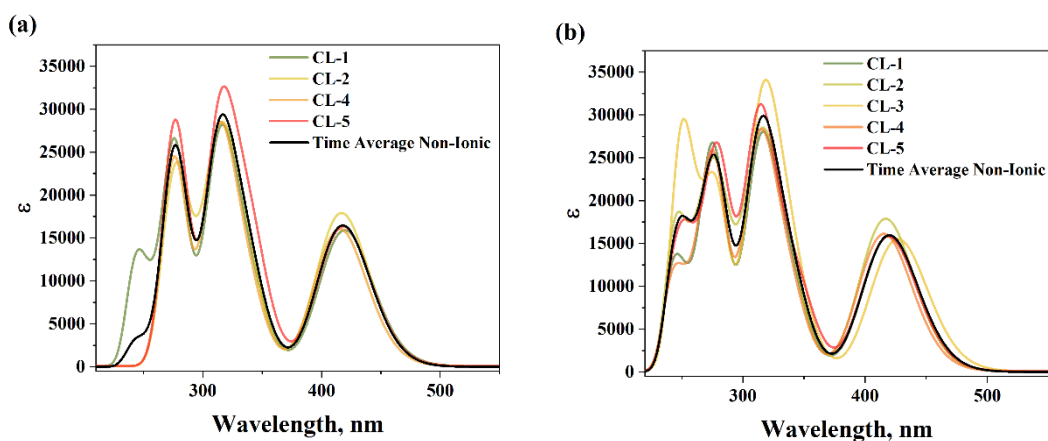 (a)
35000
30000
25000
20000
15000
10000
5000
0
ε
CL-1
CL-2
CL-4
CL-5
Time Average Non-Ionic
300
400
500
Wavelength, nm
(b)
35000
30000
25000
20000
15000
10000
5000
0
ε
CL-1
CL-2
CL-3
CL-4
CL-5
Time Average Non-Ionic
300
400
500
Wavelength, nm